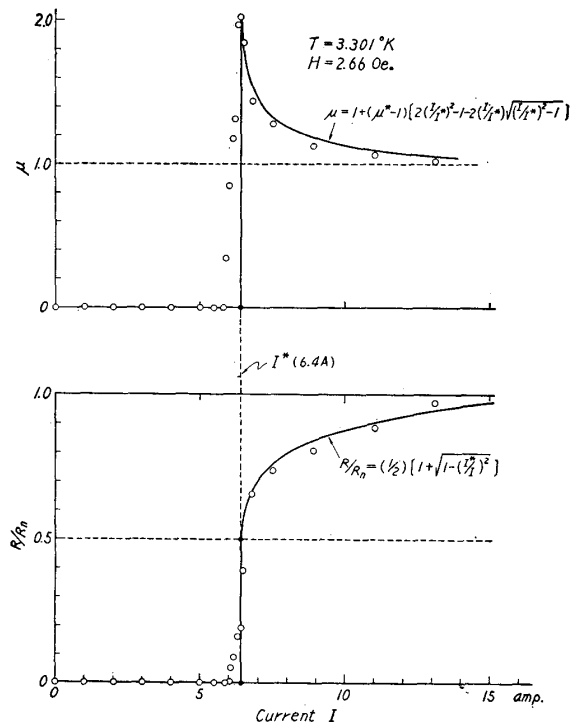 2.0
T = 3.301 °K
H = 2.66 Oe.
μ = 1 + (μ* - 1) [2(I/I*)² - 1 - 2(I/I*)√(I/I*)² - 1]
μ
1.0
0
I* (6.4A)
1.0
R/Rn = (1/2) {1 + √1 - (I*/I)²}
R/Rn
0.5
0
0 5 10 15 amp.
Current I